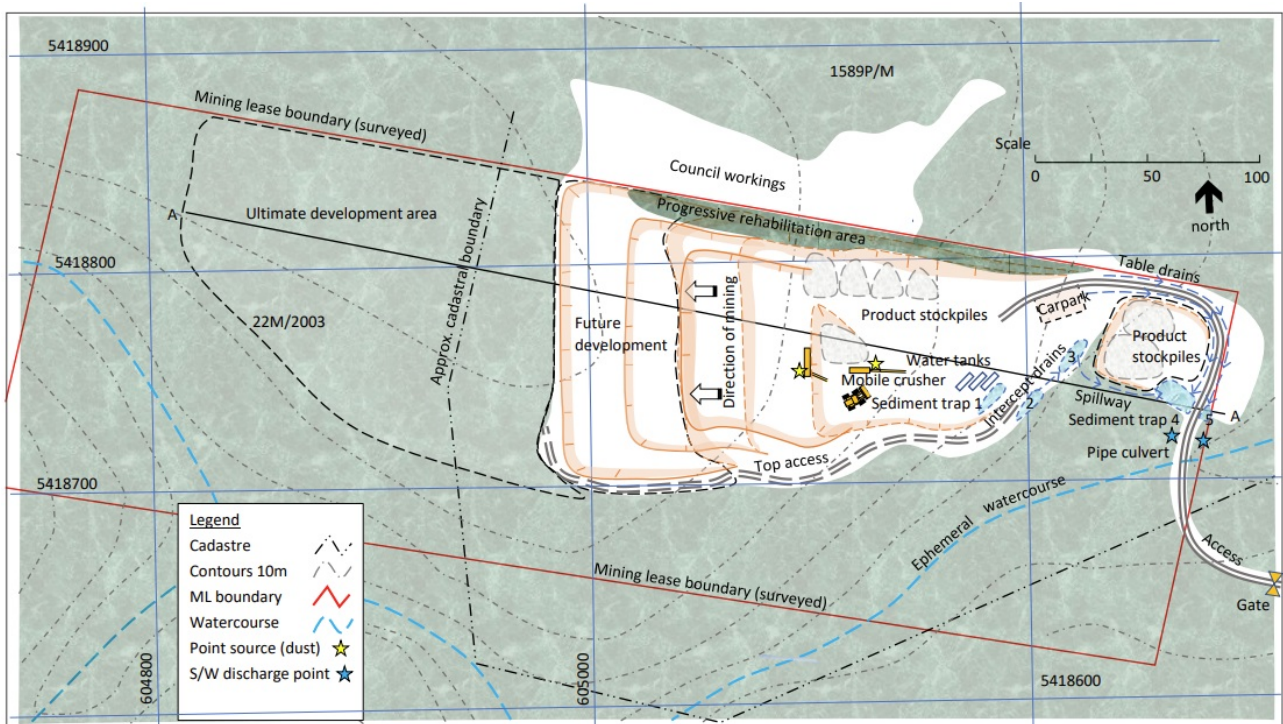 5418900
1589P/M
Mining lease boundary (surveyed)
Scale
0
50
100
Council workings
north
A
Ultimate development area
Progressive rehabilitation area
5418800
Table drains
Approx. cadastral boundary
Carpark
22M/2003
Future
development
Direction of mining
Product stockpiles
Product
stockpiles
Water tanks
Intercept drains
3
Mobile crusher
Sediment trap 1
2
Spillway
Sediment trap 4
5
A
Pipe culvert
Top access
5418700
Ephemeral watercourse
Access
Gate
Legend
Cadastre
Contours 10m
ML boundary
Watercourse
Point source (dust)
S/W discharge point
Mining lease boundary (surveyed)
604800
605000
5418600